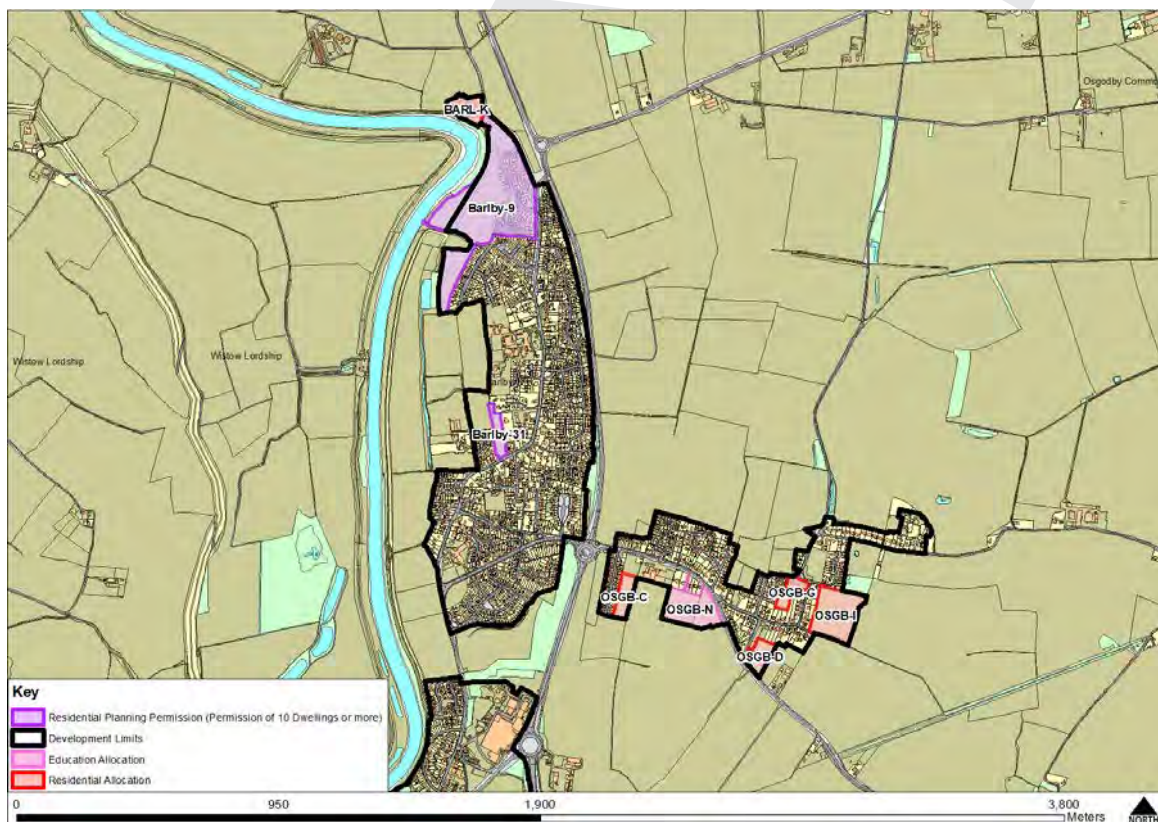 Osgodby Commo
BARL-K
Barlby-9
Wistow Lordship
Wistow Lordship
Barlby-31
OSGB-C
OSGB-N
OSGB-G
OSGB-I
OSGB-D
Key
Residential Planning Permission (Permission of 10 Dwellings or more)
Development Limits
Education Allocation
Residential Allocation
0 950 1,900 3,800
Meters
NORTH